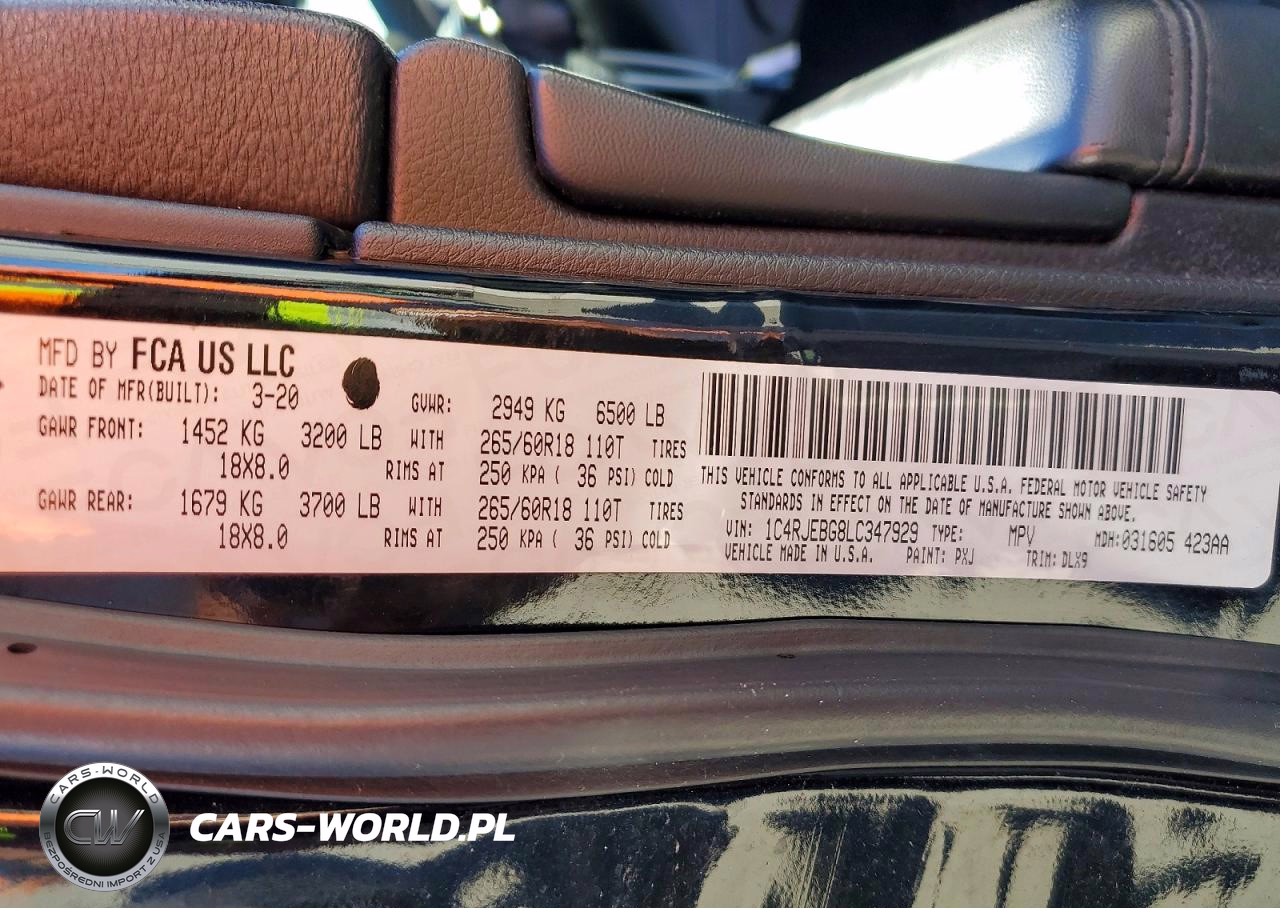 MFD BY FCA US LLC
DATE OF MFR(BUILT): 3-20
GVWR: 2949 KG 6500 LB
GAWR FRONT: 1452 KG 3200 LB WITH 265/60R18 110T TIRES
18X8.0 RIMS AT 250 KPA ( 36 PSI) COLD
GAWR REAR: 1679 KG 3700 LB WITH 265/60R18 110T TIRES
18X8.0 RIMS AT 250 KPA ( 36 PSI) COLD
THIS VEHICLE CONFORMS TO ALL APPLICABLE U.S.A. FEDERAL MOTOR VEHICLE SAFETY
STANDARDS IN EFFECT ON THE DATE OF MANUFACTURE SHOWN ABOVE.
VIN: 1C4RJEBG8LC347929 TYPE: MPV MDH:031605 423AA
VEHICLE MADE IN U.S.A. PAINT: PXJ TRIM: DLX9
CARS-WORLD
CW
BEZPOŚREDNI IMPORT Z USA
CARS-WORLD.PL